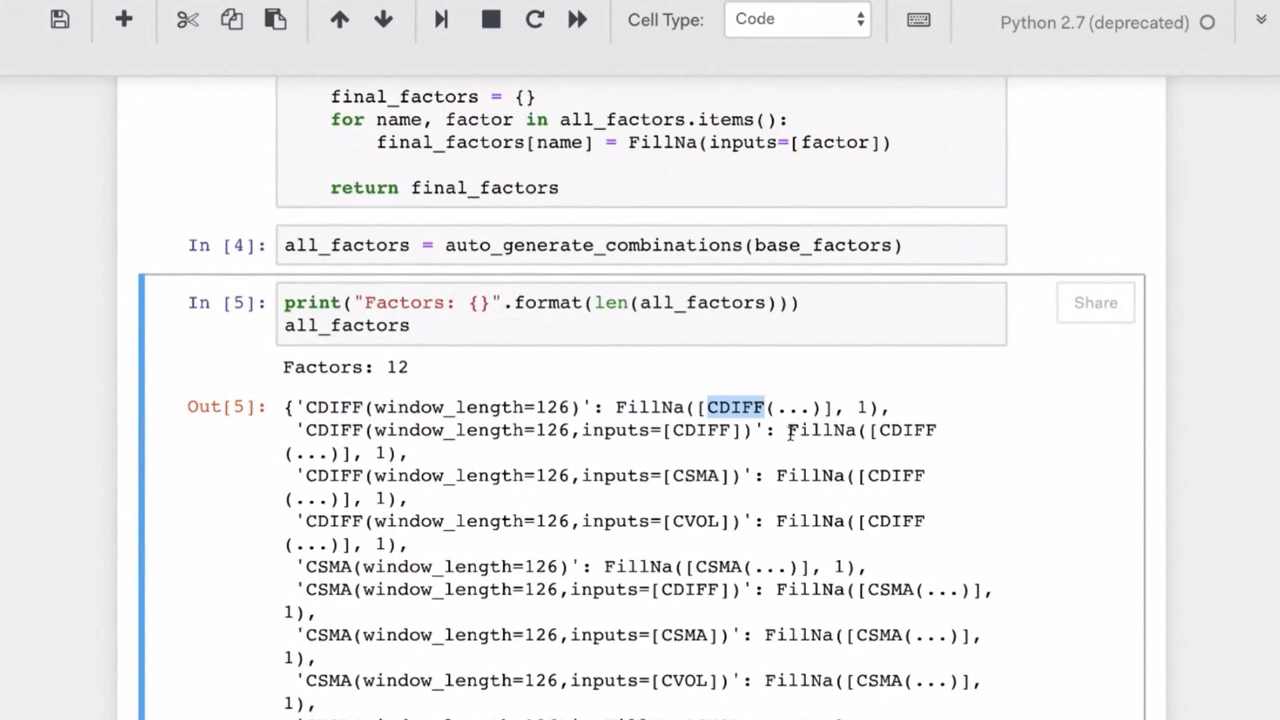 Cell Type: Code Python 2.7 (deprecated)
final_factors = {}
for name, factor in all_factors.items():
final_factors[name] = FillNa(inputs=[factor])
return final_factors
In [4]: all_factors = auto_generate_combinations(base_factors)
In [5]: print("Factors: {}".format(len(all_factors))) Share
all_factors
Factors: 12
Out[5]: {'CDIFF(window_length=126)': FillNa([CDIFF(...)], 1),
'CDIFF(window_length=126,inputs=[CDIFF])': FillNa([CDIFF
(...)], 1),
'CDIFF(window_length=126,inputs=[CSMA])': FillNa([CDIFF
(...)], 1),
'CDIFF(window_length=126,inputs=[CVOL])': FillNa([CDIFF
(...)], 1),
'CSMA(window_length=126)': FillNa([CSMA(...)], 1),
'CSMA(window_length=126,inputs=[CDIFF])': FillNa([CSMA(...)],
1),
'CSMA(window_length=126,inputs=[CSMA])': FillNa([CSMA(...)],
1),
'CSMA(window_length=126,inputs=[CVOL])': FillNa([CSMA(...)],
1),